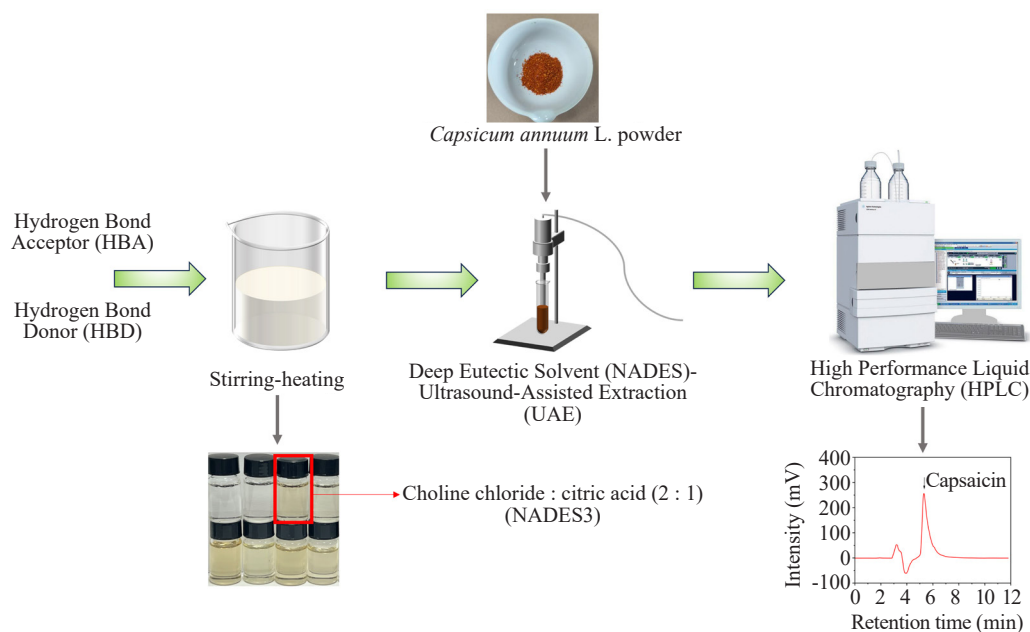 Capsicum annuum L. powder
Hydrogen Bond
Acceptor (HBA)
Hydrogen Bond
Donor (HBD)
Stirring-heating
Deep Eutectic Solvent (NADES)-
Ultrasound-Assisted Extraction
(UAE)
High Performance Liquid
Chromatography (HPLC)
Choline chloride : citric acid (2 : 1)
(NADES3)
Capsaicin
Intensity (mV)
400
300
200
100
0
-100
0 2 4 6 8 10 12
Retention time (min)